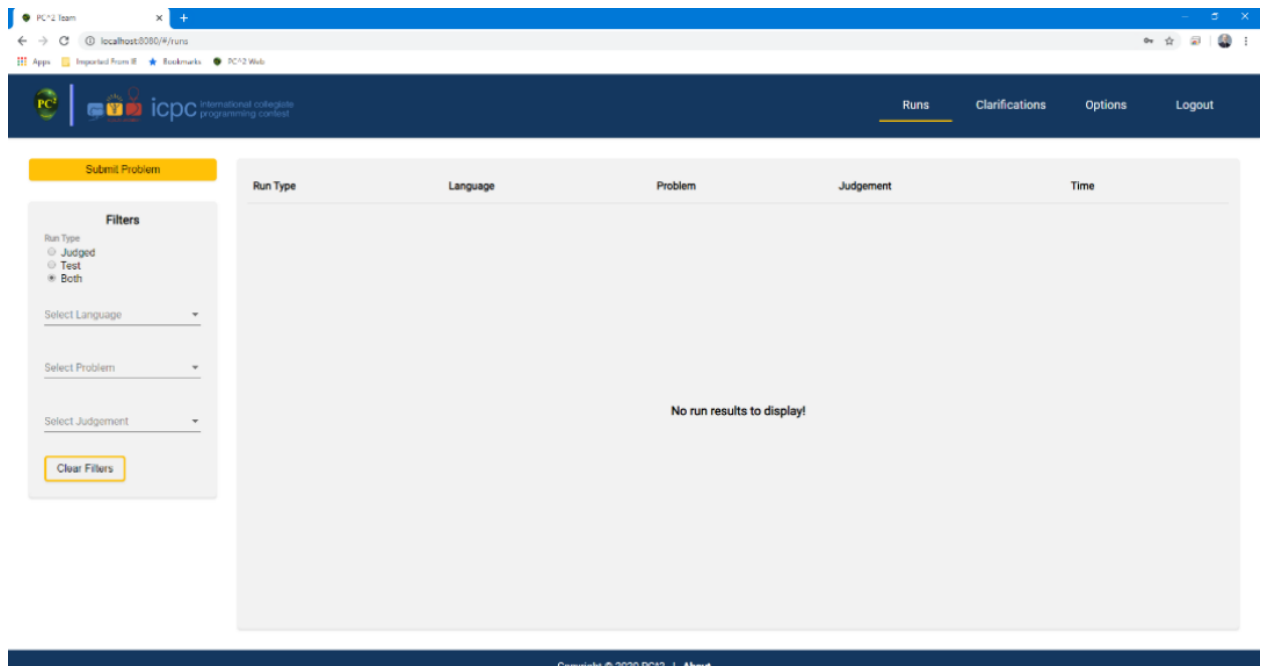 PC^2 Team
localhost:8080/#/runs
Apps Imported From IE Bookmarks PC^2 Web
PC² icpc international collegiate programming contest
Runs Clarifications Options Logout
Submit Problem
Run Type Language Problem Judgement Time
Filters
Run Type
Judged
Test
Both
Select Language
Select Problem
Select Judgement
Clear Filters
No run results to display!
Copyright © 2020 PC^2 | About